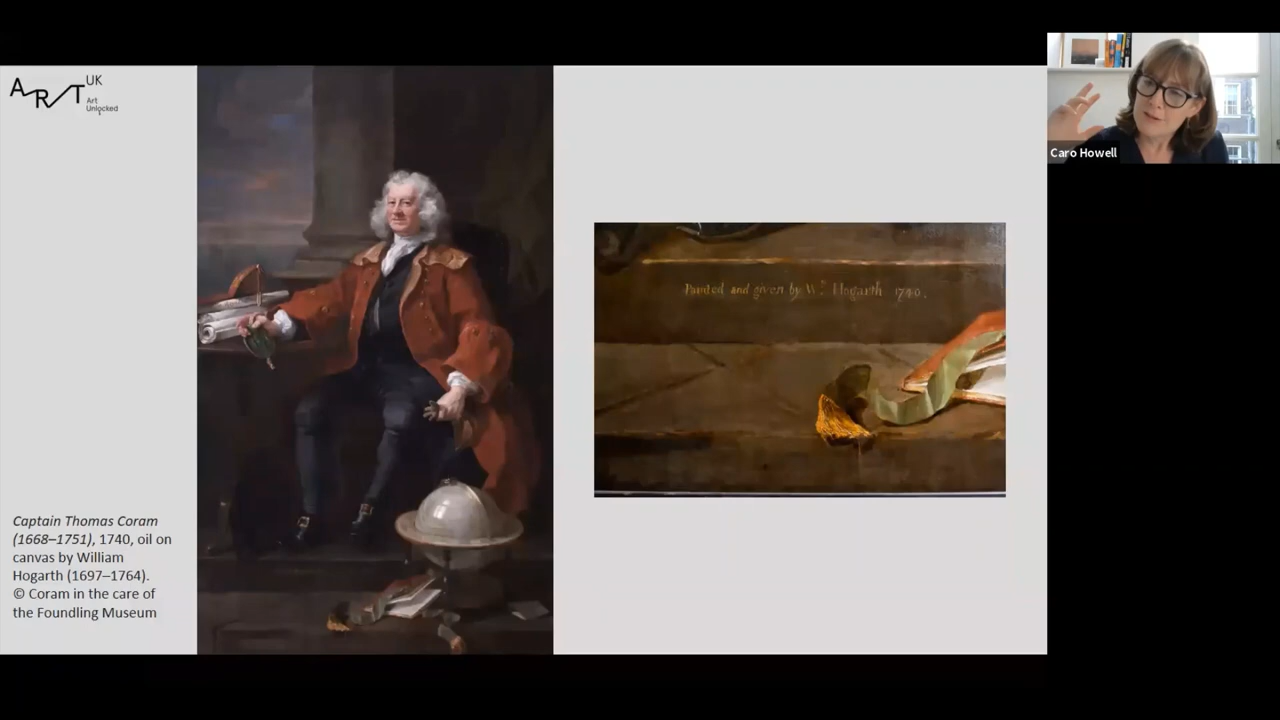 ART UK
Art
Unlocked
Caro Howell
Painted and given by Wm Hogarth 1740.
Captain Thomas Coram
(1668–1751), 1740, oil on
canvas by William
Hogarth (1697–1764).
© Coram in the care of
the Foundling Museum